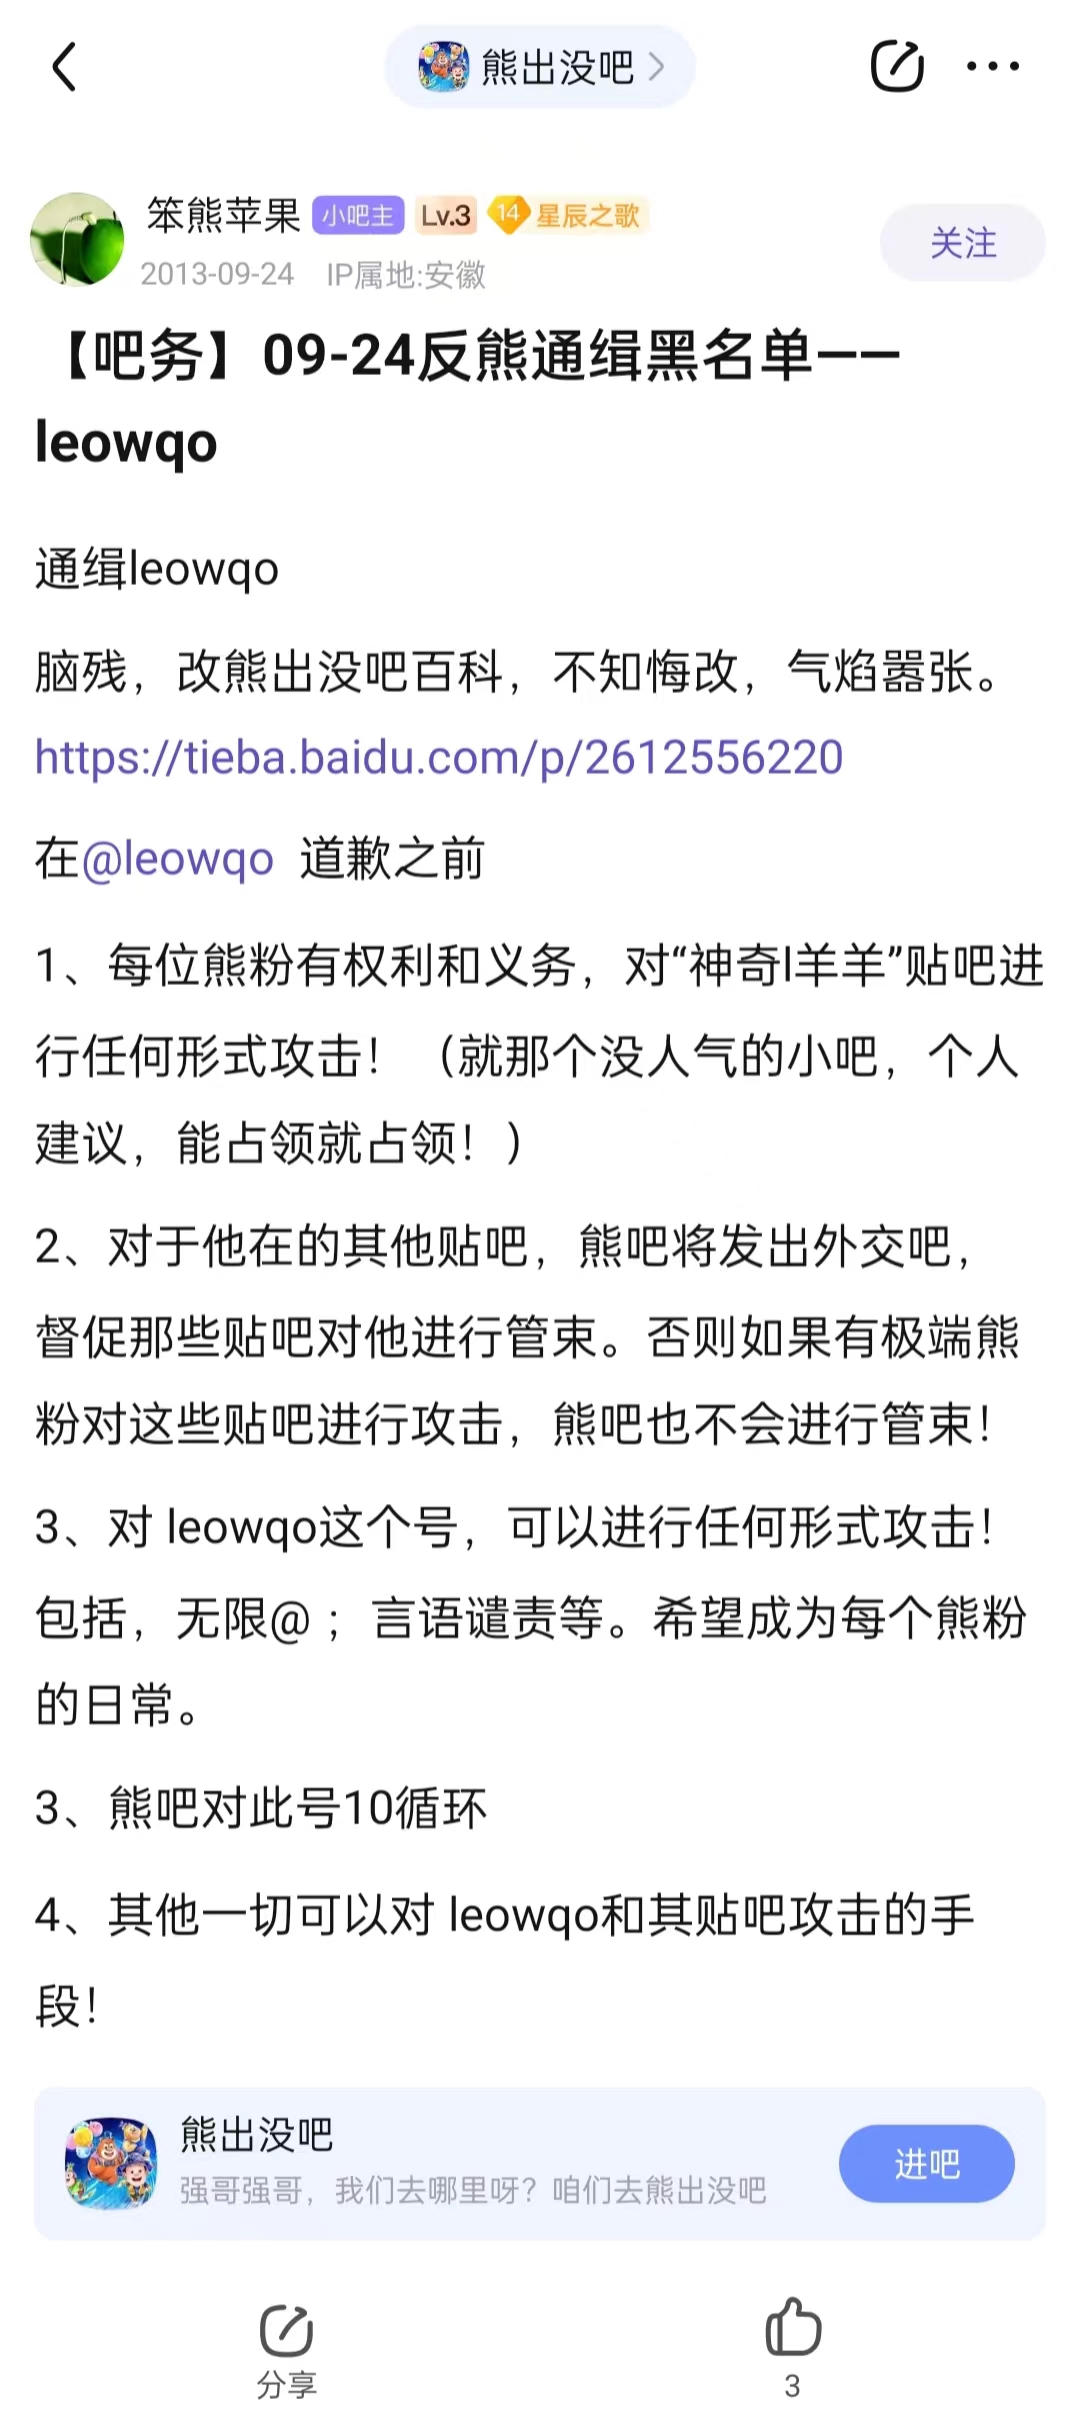 熊出没吧
笨熊苹果 小吧主 Lv.3 14 星辰之歌
关注
2013-09-24 IP属地:安徽
【吧务】09-24反熊通缉黑名单——
leowqo
通缉leowqo
脑残，改熊出没吧百科，不知悔改，气焰嚣张。
https://tieba.baidu.com/p/2612556220
在@leowqo 道歉之前
1、每位熊粉有权利和义务，对“神奇l羊羊”贴吧进
行任何形式攻击！（就那个没人气的小吧，个人
建议，能占领就占领！）
2、对于他在的其他贴吧，熊吧将发出外交吧，
督促那些贴吧对他进行管束。否则如果有极端熊
粉对这些贴吧进行攻击，熊吧也不会进行管束！
3、对 leowqo这个号，可以进行任何形式攻击！
包括，无限@；言语谴责等。希望成为每个熊粉
的日常。
3、熊吧对此号10循环
4、其他一切可以对 leowqo和其贴吧攻击的手
段！
熊出没吧
强哥强哥，我们去哪里呀？咱们去熊出没吧
进吧
分享
3